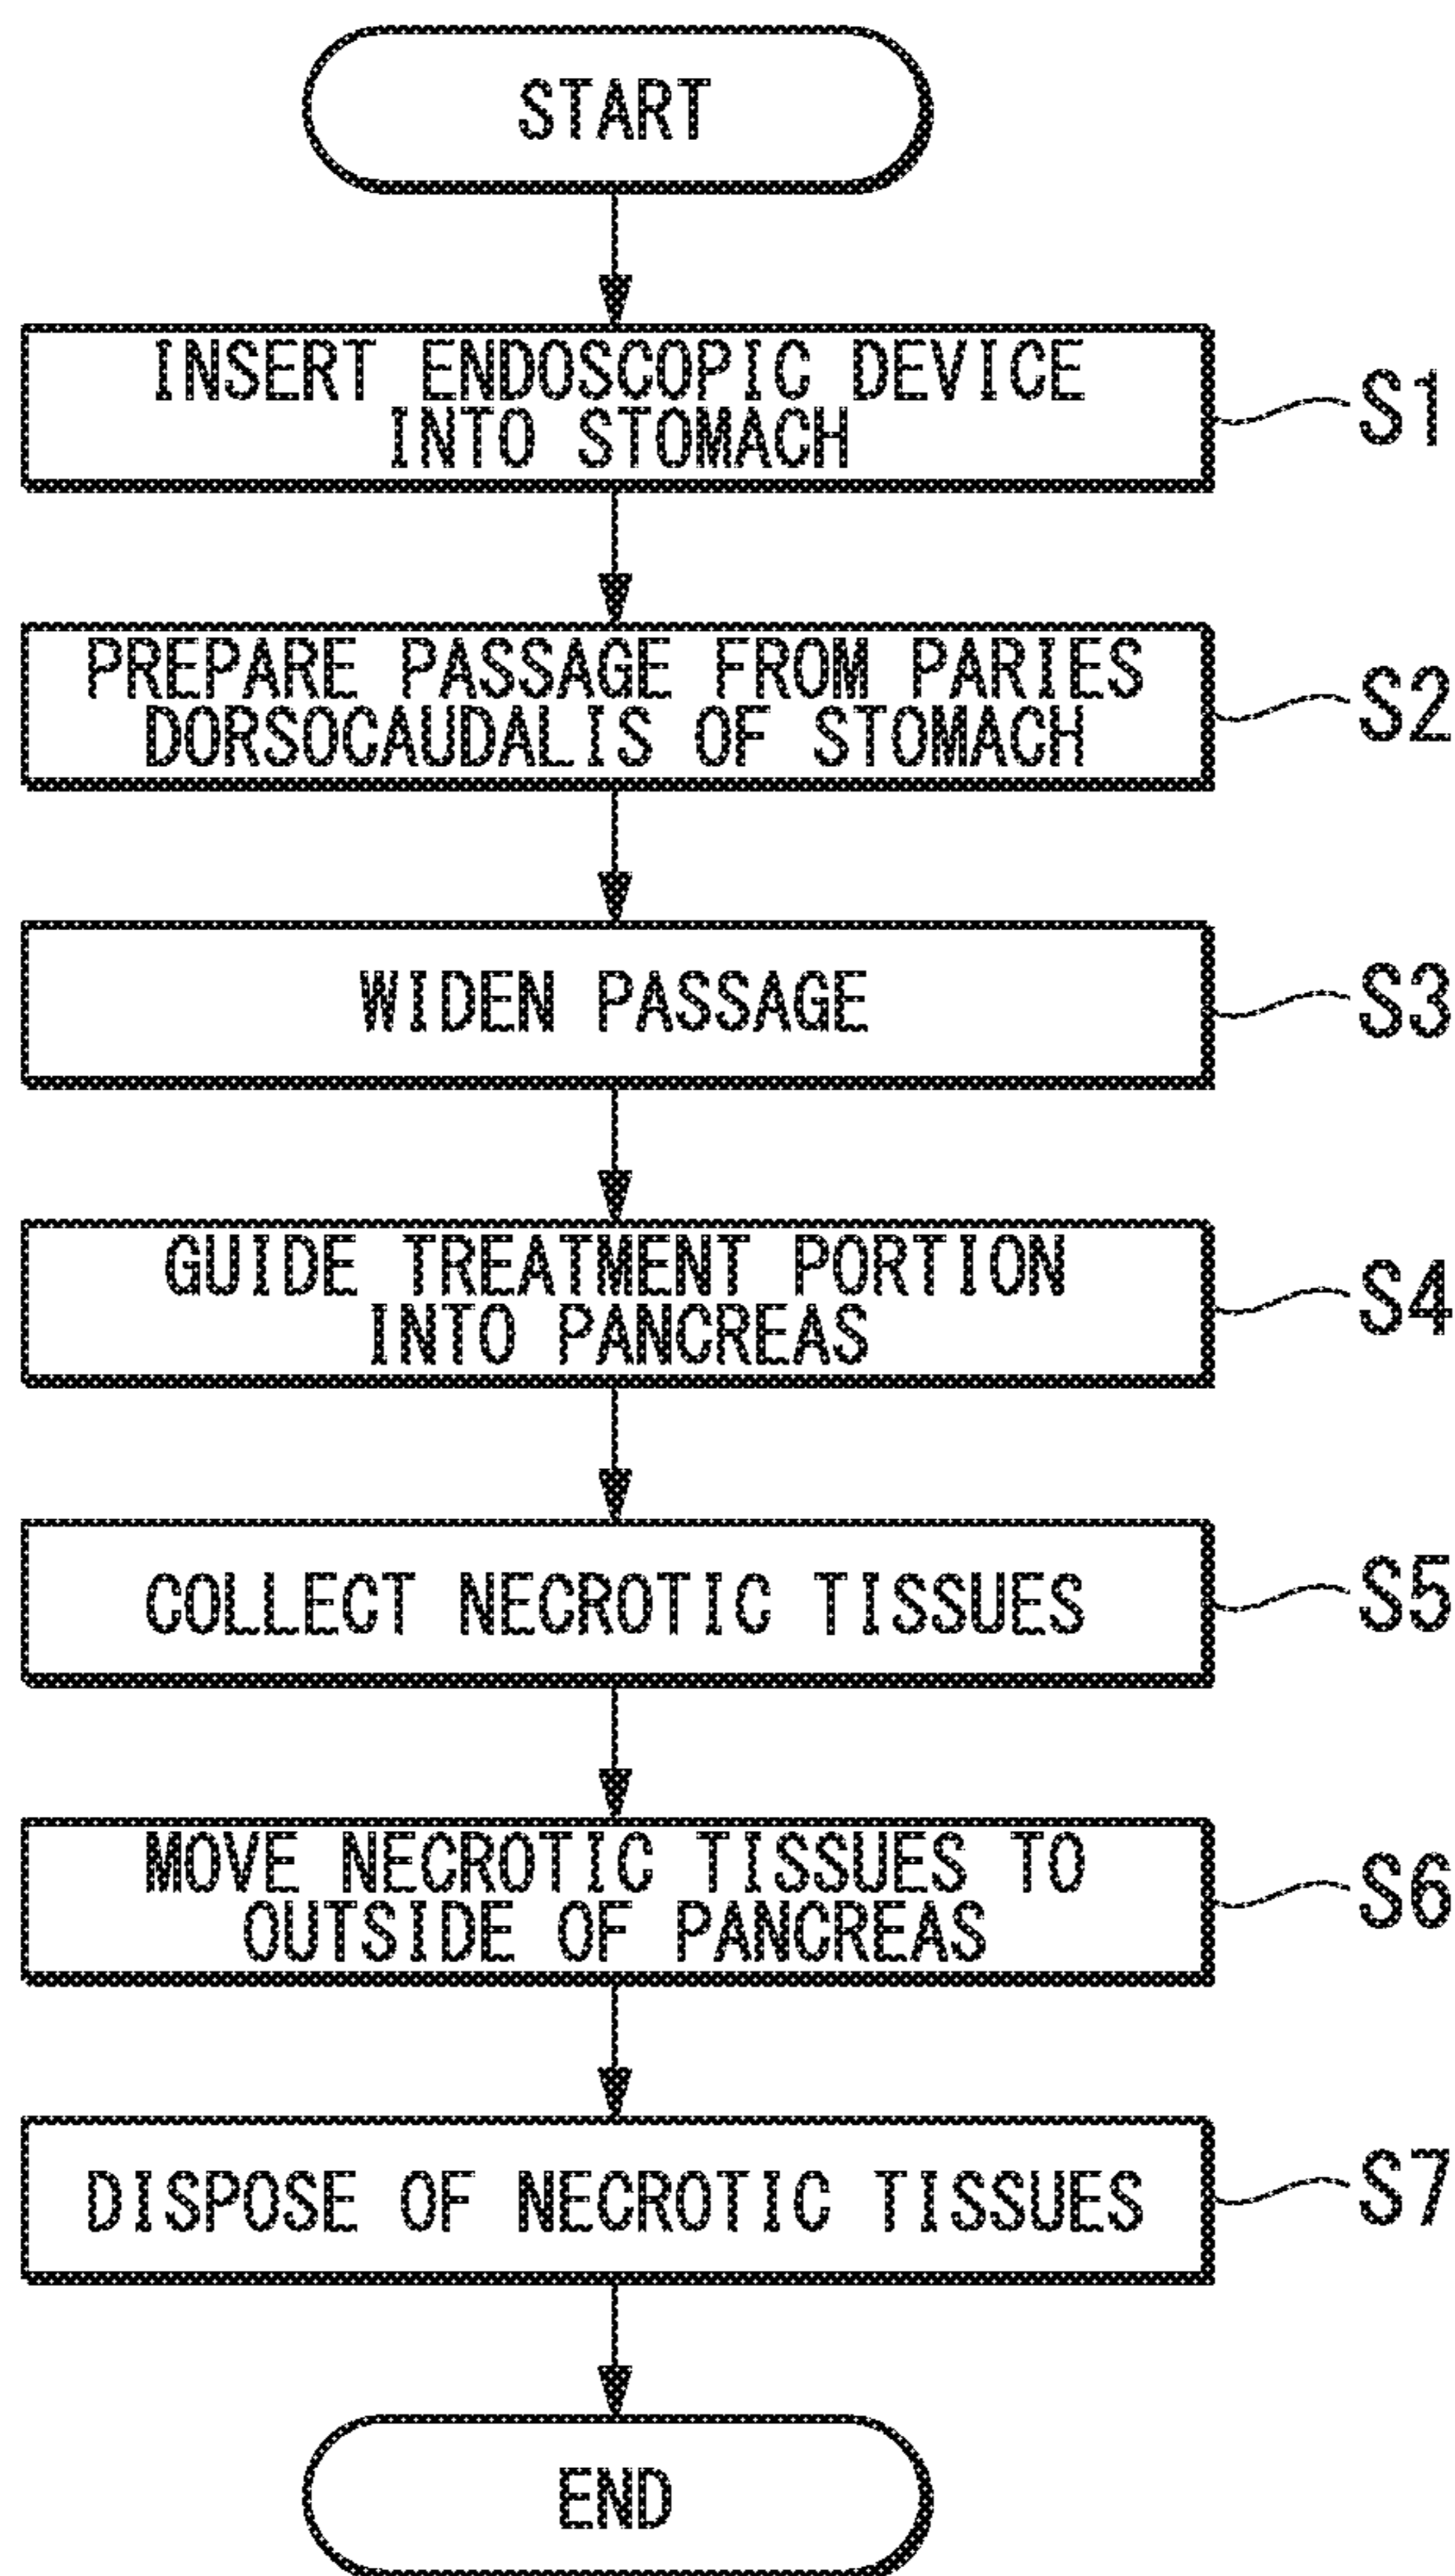 START
INSERT ENDOSCOPIC DEVICE
INTO STOMACH
S1
PREPARE PASSAGE FROM PARIES
DORSOCAUDALIS OF STOMACH
S2
WIDEN PASSAGE
S3
GUIDE TREATMENT PORTION
INTO PANCREAS
S4
COLLECT NECROTIC TISSUES
S5
MOVE NECROTIC TISSUES TO
OUTSIDE OF PANCREAS
S6
DISPOSE OF NECROTIC TISSUES
S7
END